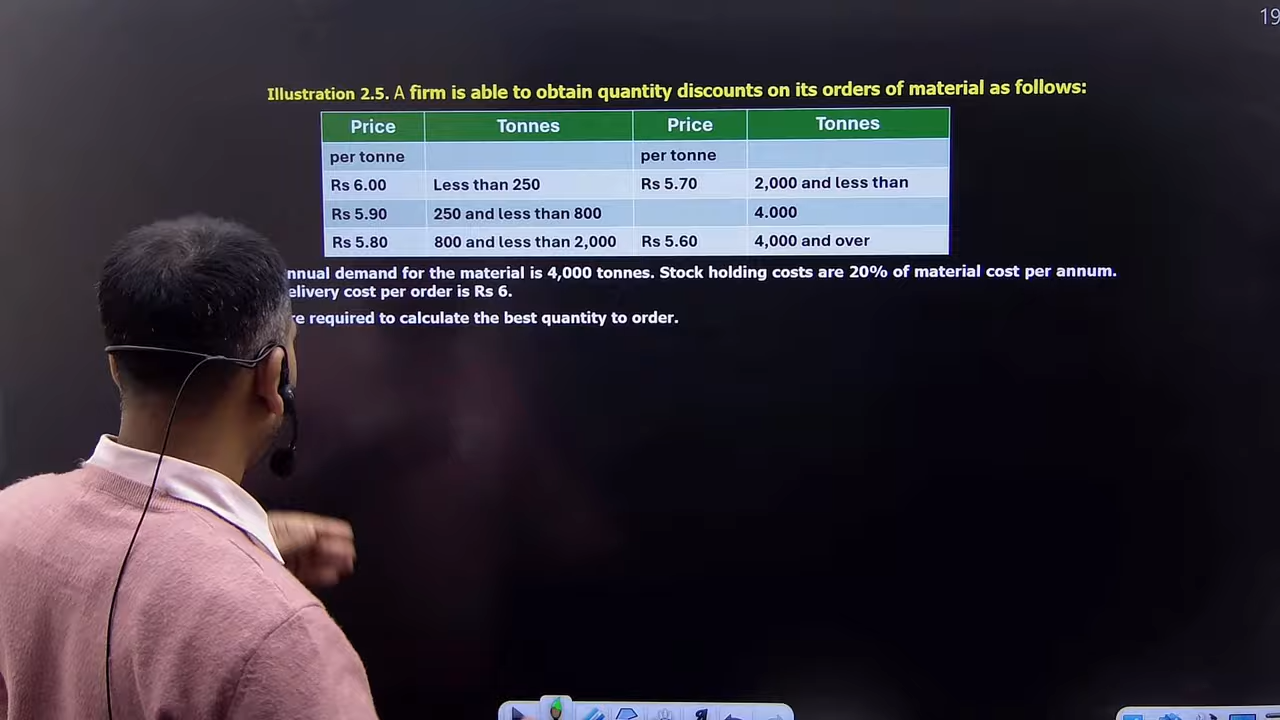 19
Illustration 2.5. A firm is able to obtain quantity discounts on its orders of material as follows:
Price Tonnes Price Tonnes
per tonne per tonne
Rs 6.00 Less than 250 Rs 5.70 2,000 and less than
Rs 5.90 250 and less than 800 4.000
Rs 5.80 800 and less than 2,000 Rs 5.60 4,000 and over
demand for the material is 4,000 tonnes. Stock holding costs are 20% of material cost per annum.
cost per order is Rs 6.
required to calculate the best quantity to order.